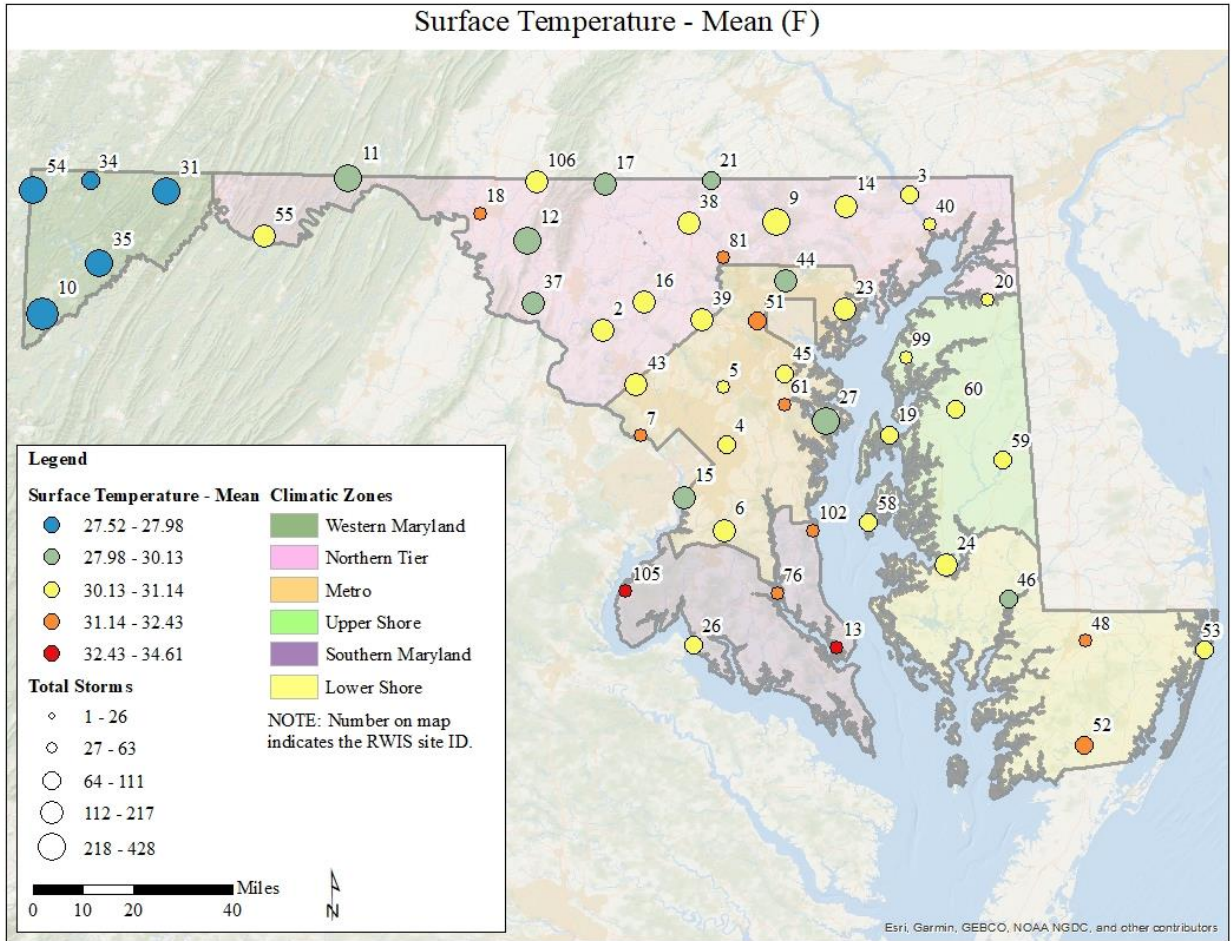 Surface Temperature - Mean (F)
54
34
31
11
106
17
21
18
12
38
9
14
3
40
55
35
10
81
37
16
44
2
39
51
23
20
99
43
5
45
61
27
60
7
4
19
59
15
6
102
58
24
105
76
46
26
13
48
53
52
Legend
Surface Temperature - Mean
27.52 - 27.98
27.98 - 30.13
30.13 - 31.14
31.14 - 32.43
32.43 - 34.61
Total Storms
1 - 26
27 - 63
64 - 111
112 - 217
218 - 428
Climatic Zones
Western Maryland
Northern Tier
Metro
Upper Shore
Southern Maryland
Lower Shore
NOTE: Number on map
indicates the RWIS site ID.
Miles
0 10 20 40
N
Esri, Garmin, GEBCO, NOAA NGDC, and other contributors